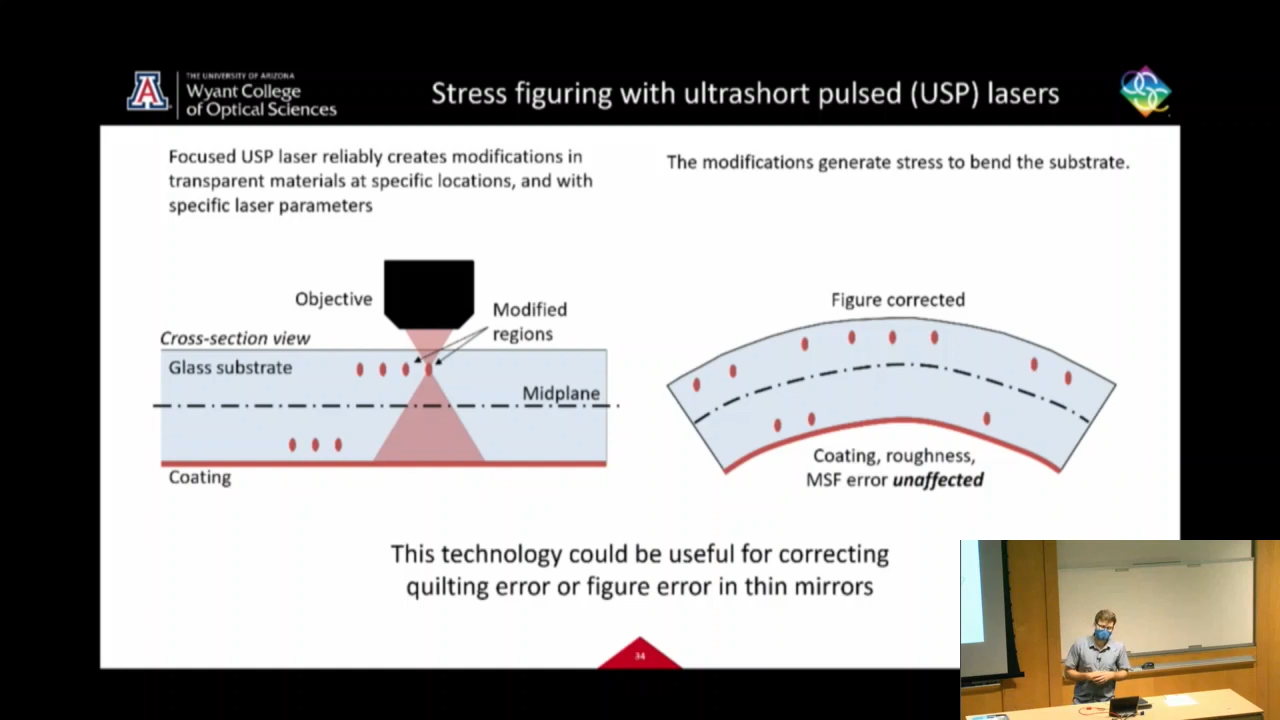 THE UNIVERSITY OF ARIZONA
Wyant College
of Optical Sciences
Stress figuring with ultrashort pulsed (USP) lasers
Focused USP laser reliably creates modifications in
transparent materials at specific locations, and with
specific laser parameters
The modifications generate stress to bend the substrate.
Objective
Modified
regions
Cross-section view
Glass substrate
Midplane
Coating
Figure corrected
Coating, roughness,
MSF error unaffected
This technology could be useful for correcting
quilting error or figure error in thin mirrors
34